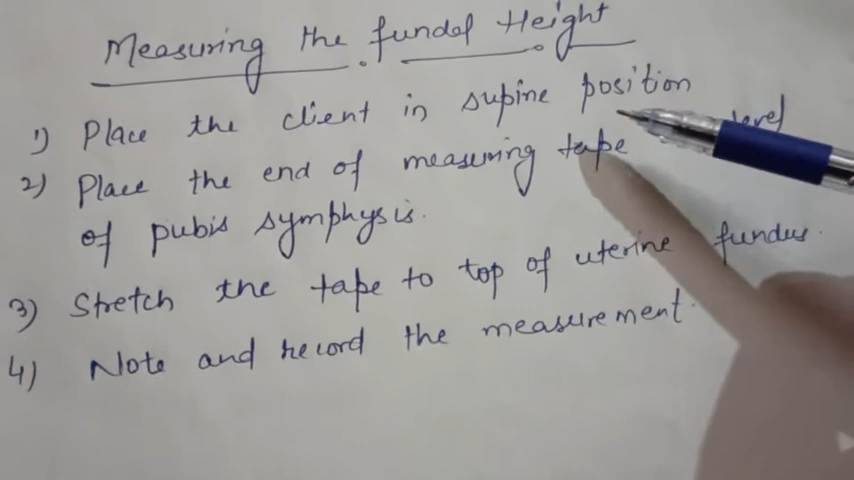 Measuring the fundal Height
1) Place the client in supine position
2) Place the end of measuring tape level
of pubis symphysis.
3) Stretch the tape to top of uterine fundus.
4) Note and record the measurement.